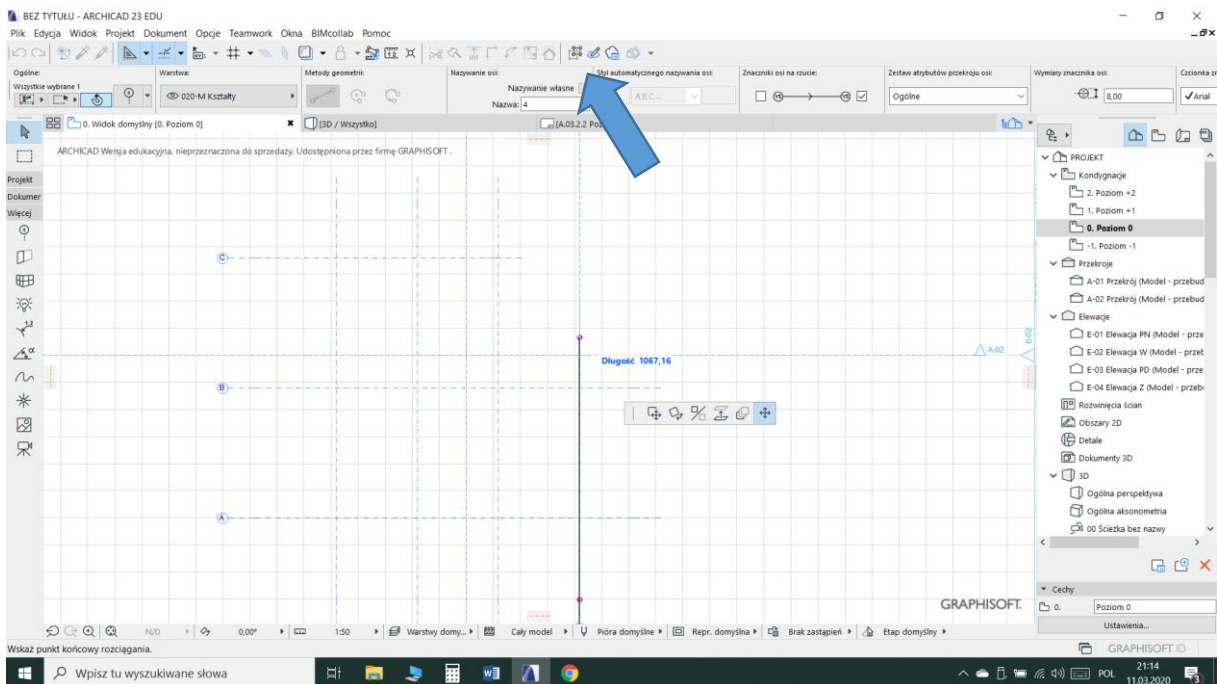 BEZ TYTUŁU - ARCHICAD 23 EDU
Plik Edycja Widok Projekt Dokument Opcje Teamwork Okna BIMcollab Pomoc
Ogólne: Warstwa: Metody geometrii: Nazywanie osi: Styl automatycznego nazywania osi: Znaczniki osi na rzucie: Zestaw atrybutów przekroju osi: Wymiary znacznika osi: Czcionka zn
Wszystkie wybrane 1
020-M Kształty
Nazywanie własne
Nazwa: 4
A,B,C...
Ogólne
8,00
Arial
0. Widok domyślny [0. Poziom 0]
[3D / Wszystko]
[A.03.2.2 Poz
ARCHICAD Wersja edukacyjna, nieprzeznaczona do sprzedaży. Udostępniona przez firmę GRAPHISOFT .
Projekt
Dokumer
Więcej
1,2
α
C
B
A
Długość 1067,16
A-02
E-02
PROJEKT
Kondygnacje
2. Poziom +2
1. Poziom +1
0. Poziom 0
-1. Poziom -1
Przekroje
A-01 Przekrój (Model - przebud
A-02 Przekrój (Model - przebud
Elewacje
E-01 Elewacja PN (Model - prze
E-02 Elewacja W (Model - przeb
E-03 Elewacja PD (Model - prze
E-04 Elewacja Z (Model - przeb
Rozwinięcia ścian
Obszary 2D
Detale
Dokumenty 3D
3D
Ogólna perspektywa
Ogólna aksonometria
00 Ścieżka bez nazwy
Cechy
0. Poziom 0
Ustawienia...
GRAPHISOFT.
N/D 0,00° 1:50 Warstwy domy... Cały model Pióra domyślne Repr. domyślna Brak zastąpień Etap domyślny
Wskaż punkt końcowy rozciągania.
GRAPHISOFT ID
Wpisz tu wyszukiwane słowa
POL
21:14
11.03.2020
3